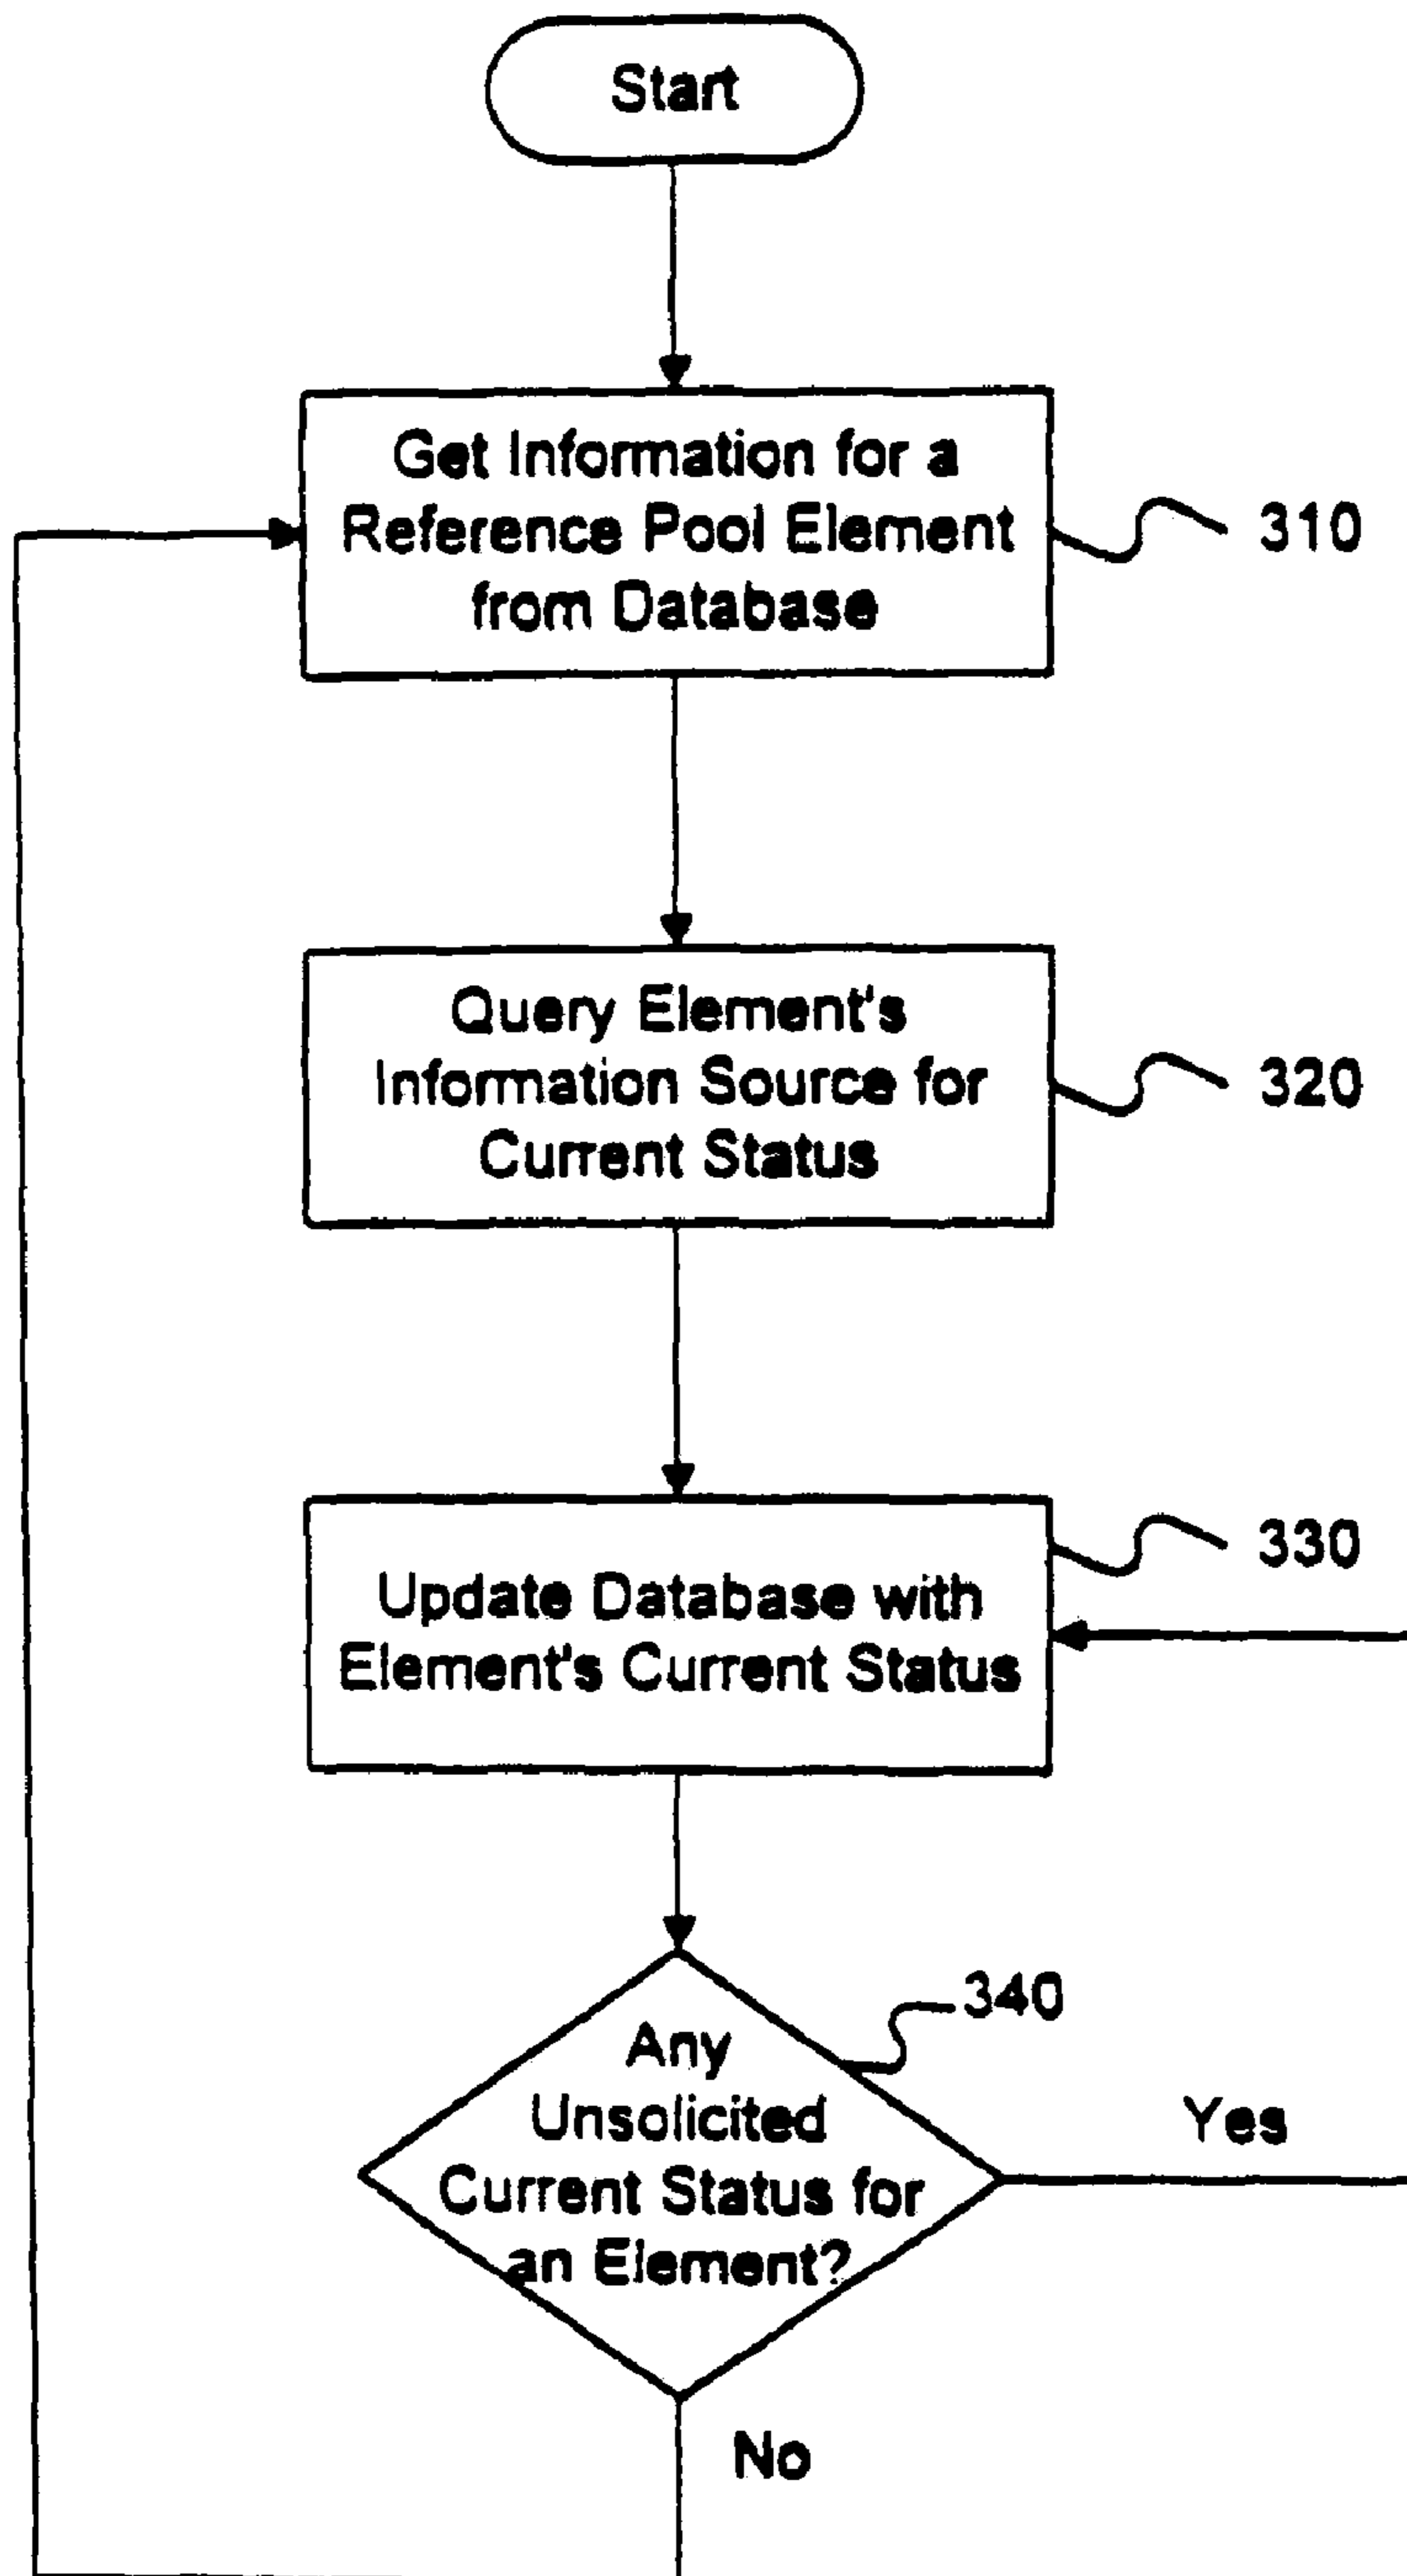 Start
Get Information for a
Reference Pool Element
from Database
310
Query Element's
Information Source for
Current Status
320
Update Database with
Element's Current Status
330
Any
Unsolicited
Current Status for
an Element?
340
Yes
No